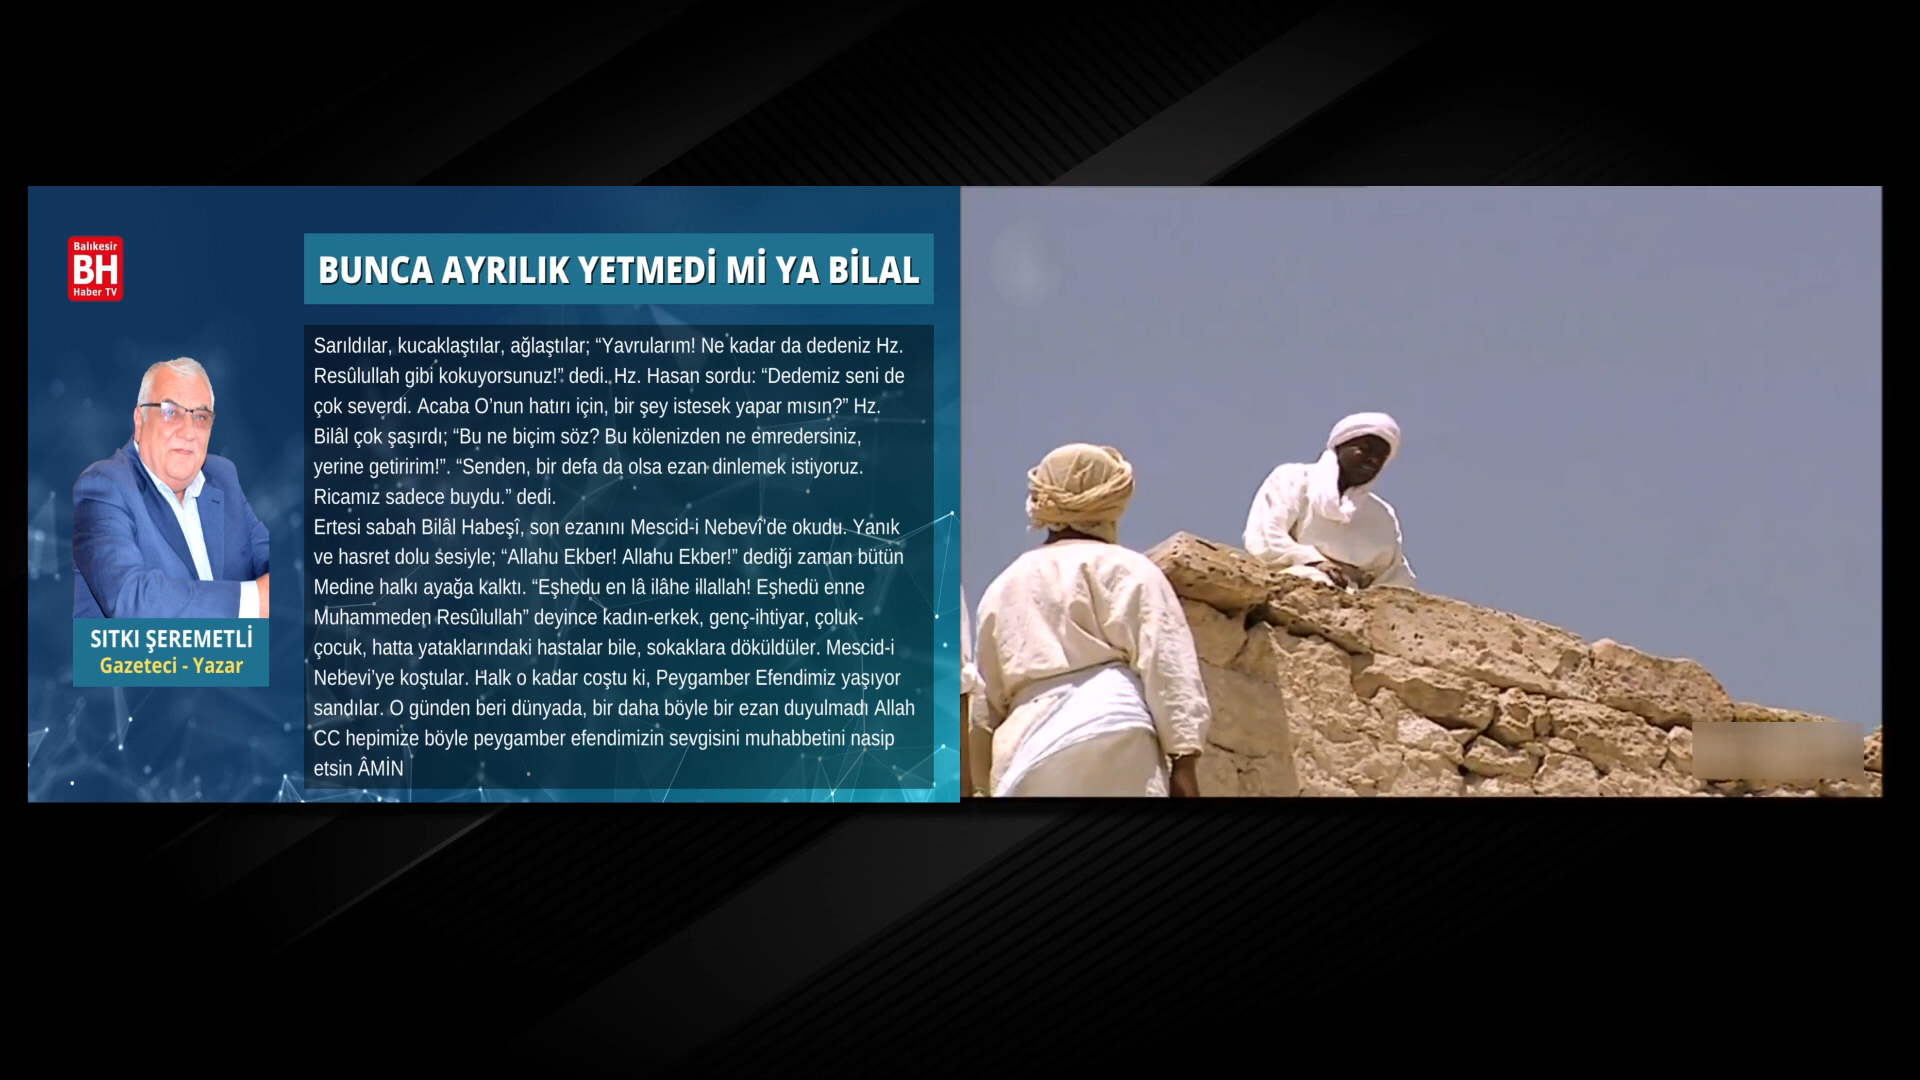 Balıkesir
BH
Haber TV
BUNCA AYRILIK YETMEDİ Mİ YA BİLAL
Sarıldılar, kucaklaştılar, ağlaştılar; “Yavrularım! Ne kadar da dedeniz Hz.
Resûlullah gibi kokuyorsunuz!” dedi. Hz. Hasan sordu: “Dedemiz seni de
çok severdi. Acaba O’nun hatırı için, bir şey istesek yapar mısın?” Hz.
Bilâl çok şaşırdı; “Bu ne biçim söz? Bu kölenizden ne emredersiniz,
yerine getiririm!”. “Senden, bir defa da olsa ezan dinlemek istiyoruz.
Ricamız sadece buydu.” dedi.
Ertesi sabah Bilâl Habeşî, son ezanını Mescid-i Nebevî’de okudu. Yanık
ve hasret dolu sesiyle; “Allahu Ekber! Allahu Ekber!” dediği zaman bütün
Medine halkı ayağa kalktı. “Eşhedu en lâ ilâhe illallah! Eşhedü enne
Muhammeden Resûlullah” deyince kadın-erkek, genç-ihtiyar, çoluk-
çocuk, hatta yataklarındaki hastalar bile, sokaklara döküldüler. Mescid-i
Nebevi’ye koştular. Halk o kadar coştu ki, Peygamber Efendimiz yaşıyor
sandılar. O günden beri dünyada, bir daha böyle bir ezan duyulmadı Allah
CC hepimize böyle peygamber efendimizin sevgisini muhabbetini nasip
etsin ÂMİN
SITKI ŞEREMETLİ
Gazeteci - Yazar